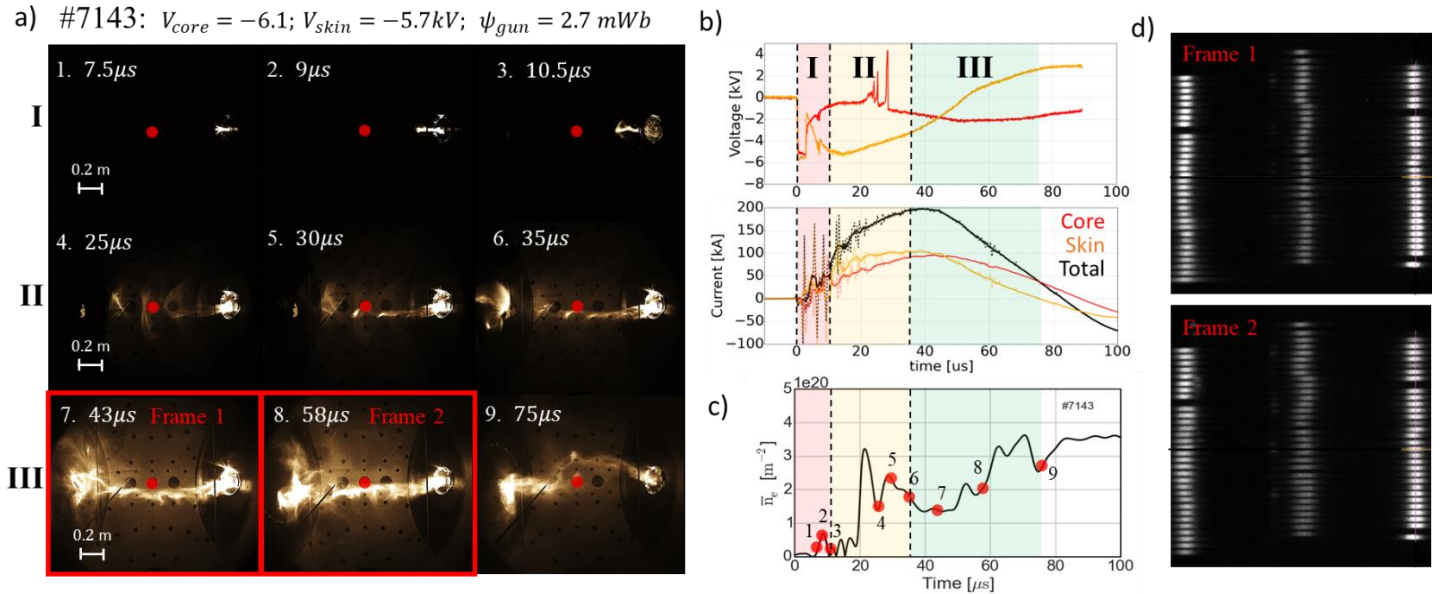 a) #7143: V_core = −6.1; V_skin = −5.7kV; ψ_gun = 2.7 mWb
I
1. 7.5μs
2. 9μs
3. 10.5μs
0.2 m
II
4. 25μs
5. 30μs
6. 35μs
0.2 m
III
7. 43μs Frame 1
8. 58μs Frame 2
9. 75μs
0.2 m
b)
I II III
Voltage [kV]
4
2
0
−2
−4
−6
−8
0 20 40 60 80 100
Current [kA]
200
150
100
50
0
−50
−100
Core
Skin
Total
0 20 40 60 80 100
time [us]
c)
1e20
#7143
n̄e [m⁻²]
5
4
3
2
1
0
1 2 3 4 5 6 7 8 9
0 20 40 60 80 100
Time [μs]
d)
Frame 1
Frame 2